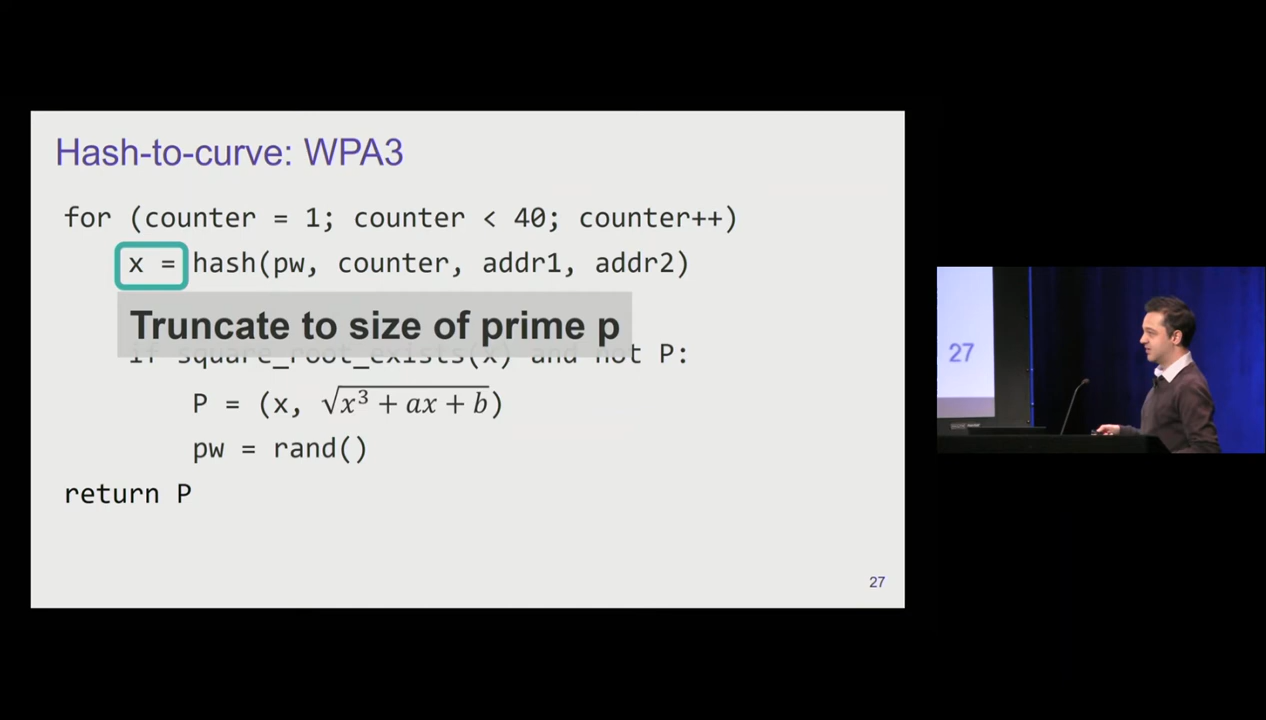 Hash-to-curve: WPA3
for (counter = 1; counter < 40; counter++)
x = hash(pw, counter, addr1, addr2)
Truncate to size of prime p
if square_root_exists(x) and not P:
P = (x, √x³ + ax + b)
pw = rand()
return P
27
27